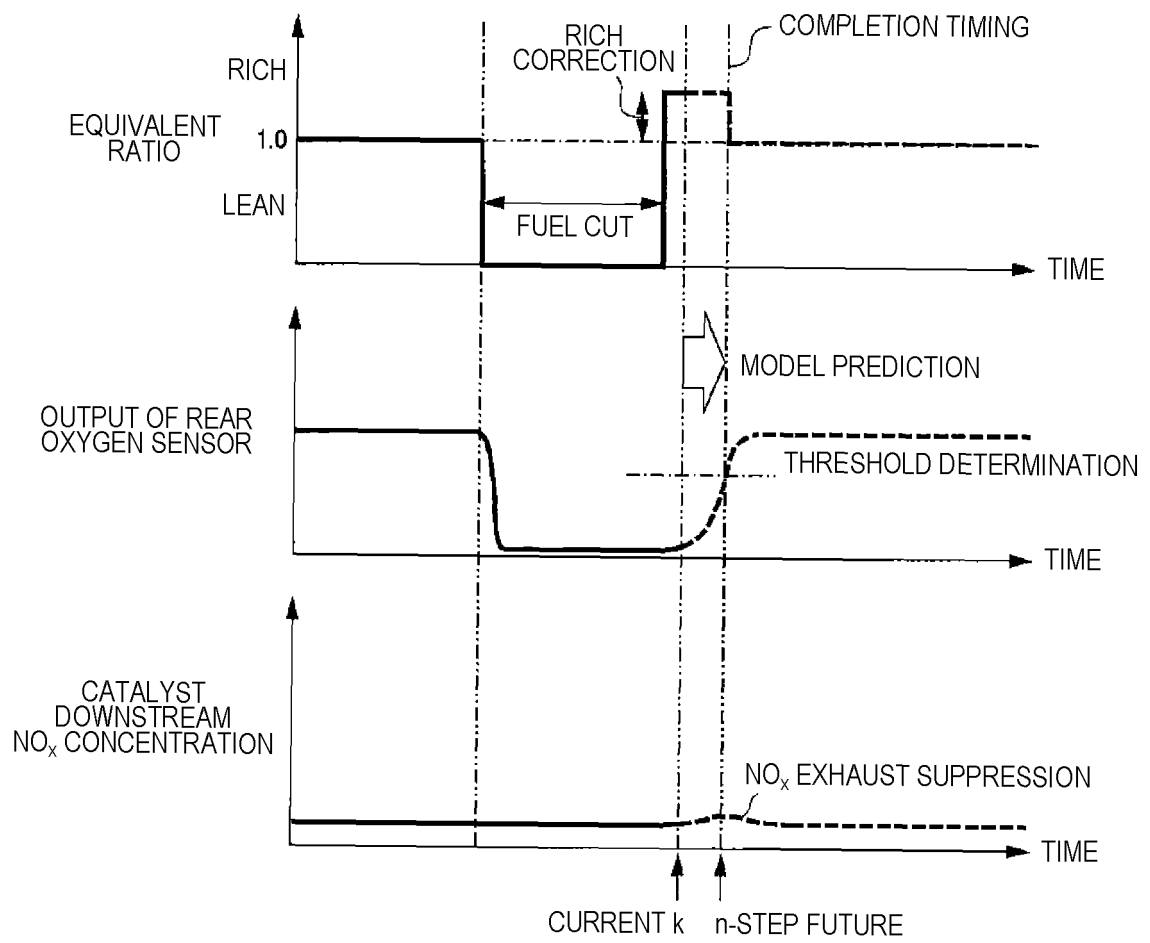 COMPLETION TIMING
RICH
CORRECTION
RICH
EQUIVALENT
RATIO
1.0
LEAN
FUEL CUT
TIME
MODEL PREDICTION
OUTPUT OF REAR
OXYGEN SENSOR
THRESHOLD DETERMINATION
TIME
CATALYST
DOWNSTREAM
NOX CONCENTRATION
NOX EXHAUST SUPPRESSION
TIME
CURRENT k
n-STEP FUTURE